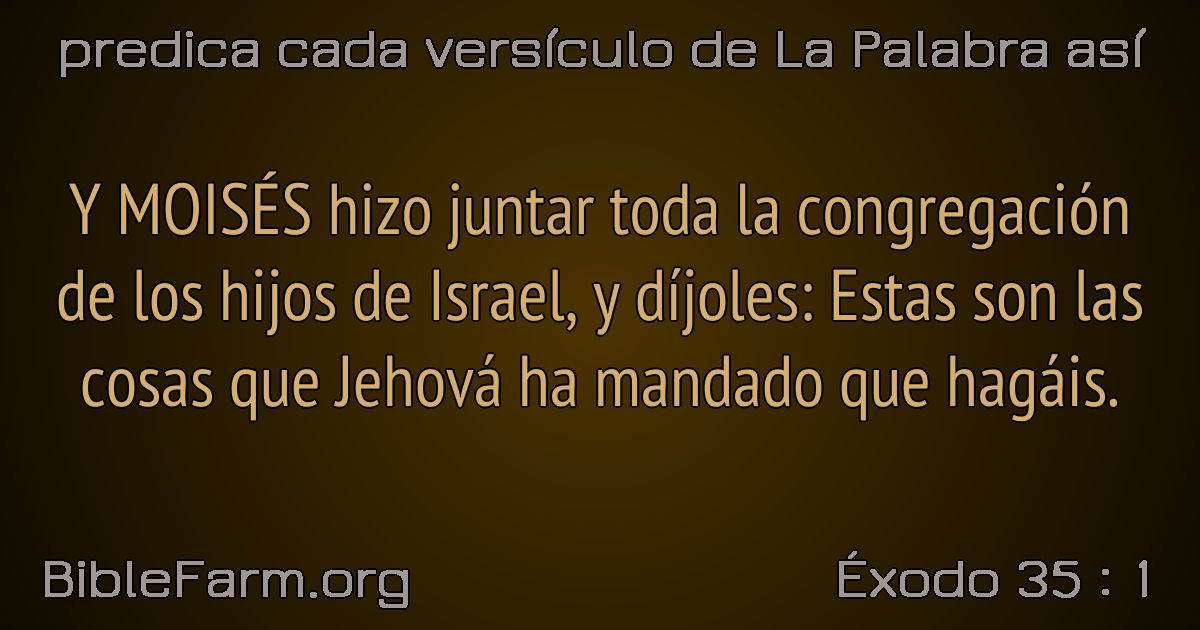 predica cada versículo de La Palabra así
Y MOISÉS hizo juntar toda la congregación
de los hijos de Israel, y díjoles: Estas son las
cosas que Jehová ha mandado que hagáis.
BibleFarm.org
Éxodo 35 : 1